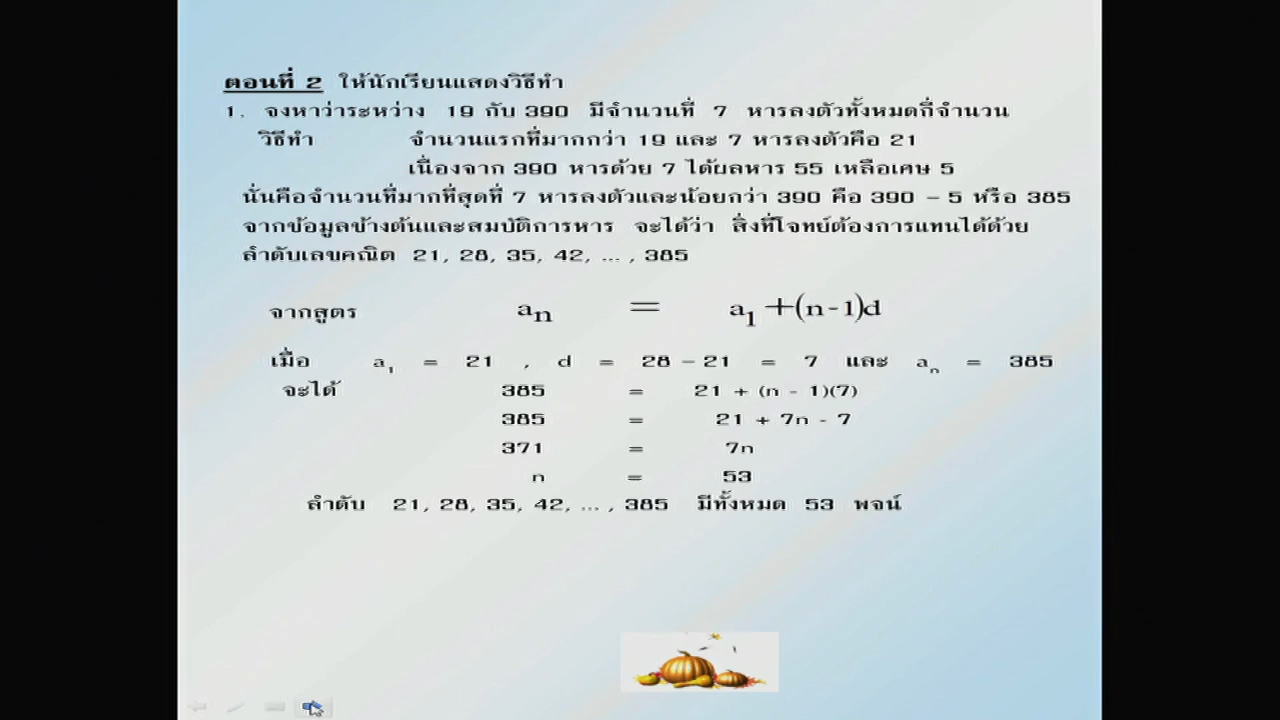 ตอนที่ 2 ให้นักเรียนแสดงวิธีทำ
1. จงหาว่าระหว่าง 19 กับ 390 มีจำนวนที่ 7 หารลงตัวทั้งหมดกี่จำนวน
วิธีทำ จำนวนแรกที่มากกว่า 19 และ 7 หารลงตัวคือ 21
เนื่องจาก 390 หารด้วย 7 ได้ผลหาร 55 เหลือเศษ 5
นั่นคือจำนวนที่มากที่สุดที่ 7 หารลงตัวและน้อยกว่า 390 คือ 390 – 5 หรือ 385
จากข้อมูลข้างต้นและสมบัติการหาร จะได้ว่า สิ่งที่โจทย์ต้องการแทนได้ด้วย
ลำดับเลขคณิต 21, 28, 35, 42, ... , 385
จากสูตร aₙ = a₁ + (n - 1)d
เมื่อ a₁ = 21 , d = 28 – 21 = 7 และ aₙ = 385
จะได้ 385 = 21 + (n - 1)(7)
385 = 21 + 7n - 7
371 = 7n
n = 53
ลำดับ 21, 28, 35, 42, ... , 385 มีทั้งหมด 53 พจน์